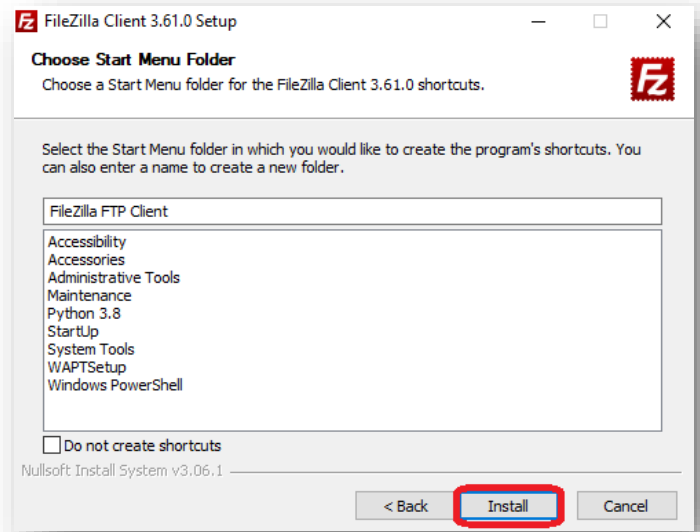 FileZilla Client 3.61.0 Setup
Choose Start Menu Folder
Choose a Start Menu folder for the FileZilla Client 3.61.0 shortcuts.
Fz
Select the Start Menu folder in which you would like to create the program's shortcuts. You
can also enter a name to create a new folder.
FileZilla FTP Client
Accessibility
Accessories
Administrative Tools
Maintenance
Python 3.8
StartUp
System Tools
WAPTSetup
Windows PowerShell
Do not create shortcuts
Nullsoft Install System v3.06.1
< Back
Install
Cancel